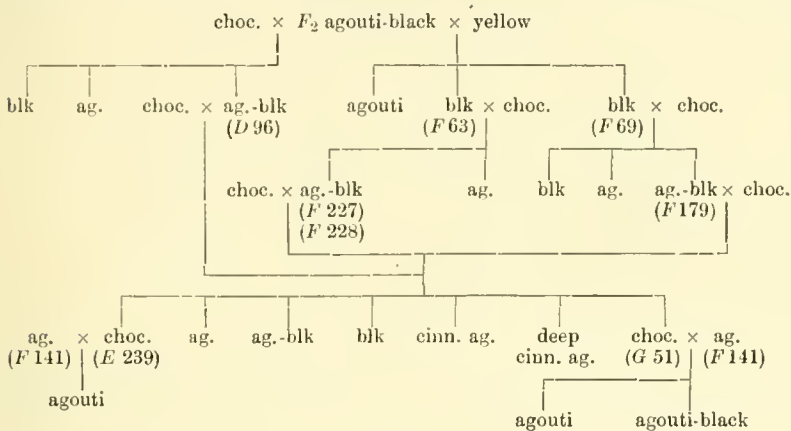 choc. × F₂ agouti-black × yellow
blk ag. choc. × ag.-blk agouti blk × choc. blk × choc.
(D 96) (F 63) (F 69)
choc. × ag.-blk ag. blk ag. ag.-blk × choc.
(F 227) (F 179)
(F 228)
ag. × choc. ag. ag.-blk blk cinn. ag. deep choc. × ag.
(F 141) (E 239) cinn. ag. (G 51) (F 141)
agouti
agouti agouti-black